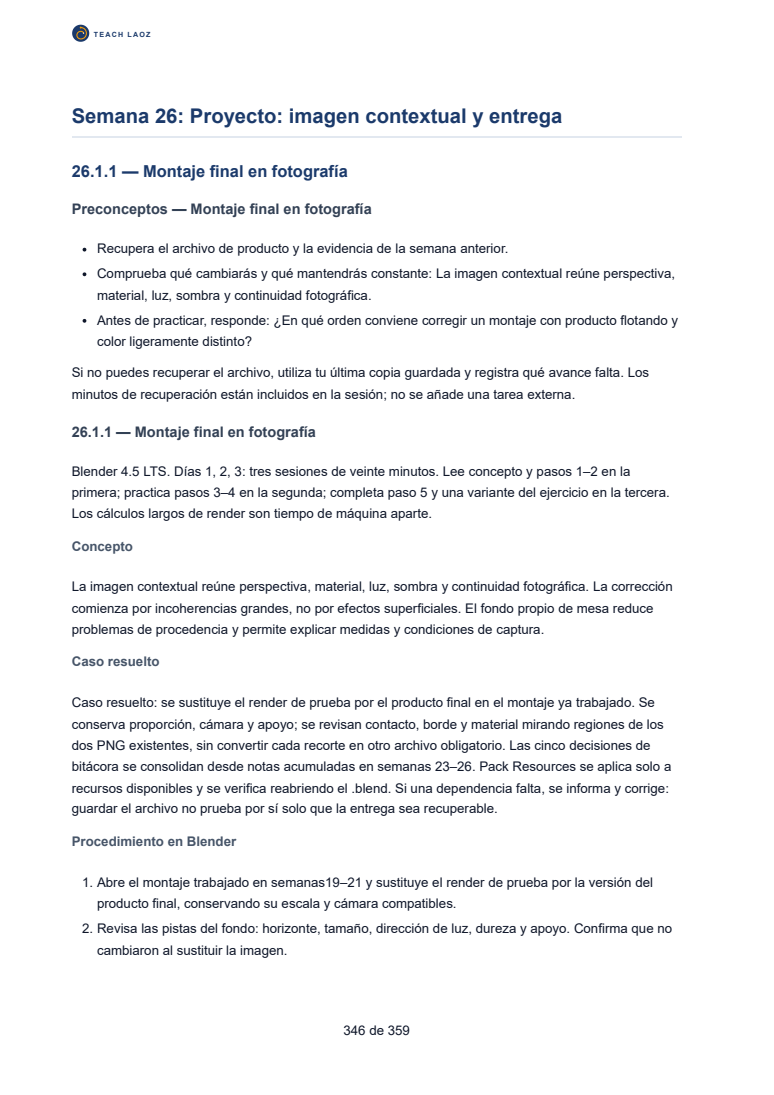 TEACH LAOZ
Semana 26: Proyecto: imagen contextual y entrega
26.1.1 — Montaje final en fotografía
Preconceptos — Montaje final en fotografía
• Recupera el archivo de producto y la evidencia de la semana anterior.
• Comprueba qué cambiarás y qué mantendrás constante: La imagen contextual reúne perspectiva,
material, luz, sombra y continuidad fotográfica.
• Antes de practicar, responde: ¿En qué orden conviene corregir un montaje con producto flotando y
color ligeramente distinto?
Si no puedes recuperar el archivo, utiliza tu última copia guardada y registra qué avance falta. Los
minutos de recuperación están incluidos en la sesión; no se añade una tarea externa.
26.1.1 — Montaje final en fotografía
Blender 4.5 LTS. Días 1, 2, 3: tres sesiones de veinte minutos. Lee concepto y pasos 1–2 en la
primera; practica pasos 3–4 en la segunda; completa paso 5 y una variante del ejercicio en la tercera.
Los cálculos largos de render son tiempo de máquina aparte.
Concepto
La imagen contextual reúne perspectiva, material, luz, sombra y continuidad fotográfica. La corrección
comienza por incoherencias grandes, no por efectos superficiales. El fondo propio de mesa reduce
problemas de procedencia y permite explicar medidas y condiciones de captura.
Caso resuelto
Caso resuelto: se sustituye el render de prueba por el producto final en el montaje ya trabajado. Se
conserva proporción, cámara y apoyo; se revisan contacto, borde y material mirando regiones de los
dos PNG existentes, sin convertir cada recorte en otro archivo obligatorio. Las cinco decisiones de
bitácora se consolidan desde notas acumuladas en semanas 23–26. Pack Resources se aplica solo a
recursos disponibles y se verifica reabriendo el .blend. Si una dependencia falta, se informa y corrige:
guardar el archivo no prueba por sí solo que la entrega sea recuperable.
Procedimiento en Blender
1. Abre el montaje trabajado en semanas19–21 y sustituye el render de prueba por la versión del
producto final, conservando su escala y cámara compatibles.
2. Revisa las pistas del fondo: horizonte, tamaño, dirección de luz, dureza y apoyo. Confirma que no
cambiaron al sustituir la imagen.
346 de 359